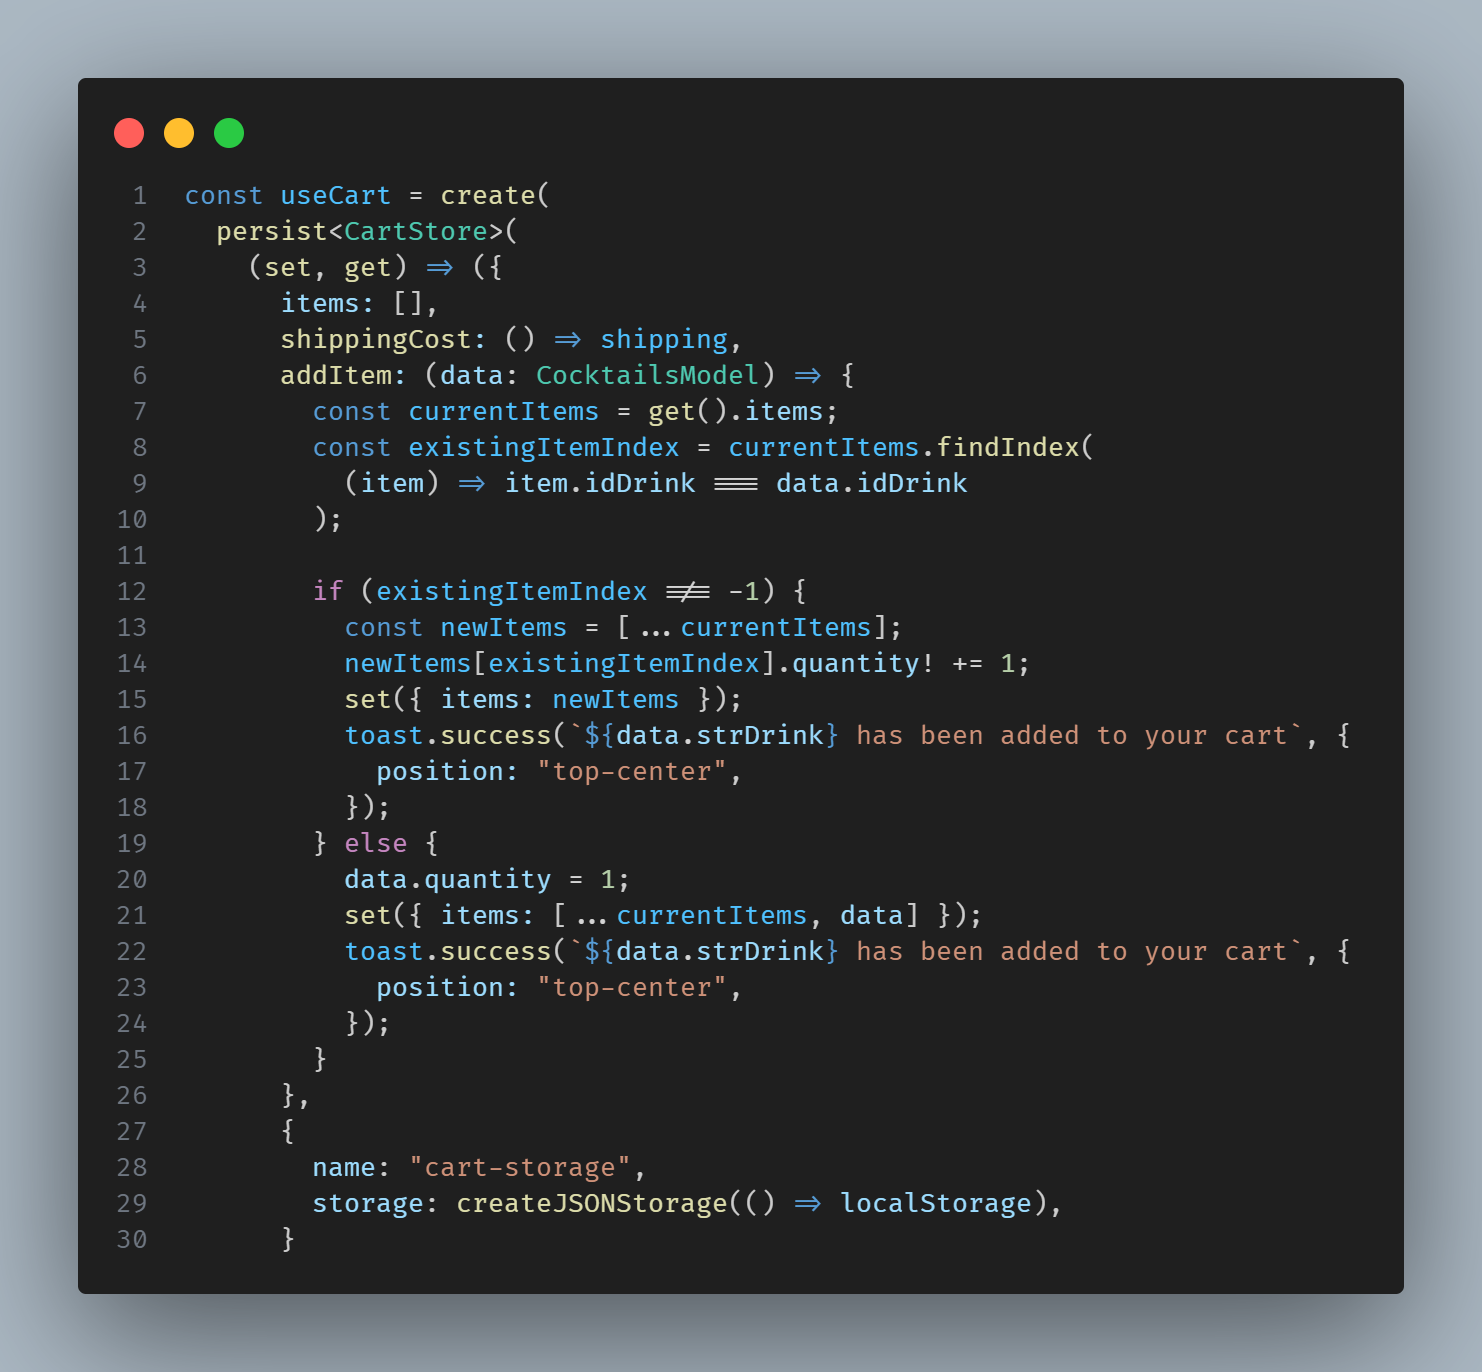 1 const useCart = create(
2   persist<CartStore>(
3     (set, get) => ({
4       items: [],
5       shippingCost: () => shipping,
6       addItem: (data: CocktailsModel) => {
7         const currentItems = get().items;
8         const existingItemIndex = currentItems.findIndex(
9           (item) => item.idDrink === data.idDrink
10         );
11
12         if (existingItemIndex !== -1) {
13           const newItems = [...currentItems];
14           newItems[existingItemIndex].quantity! += 1;
15           set({ items: newItems });
16           toast.success(`${data.strDrink} has been added to your cart`, {
17             position: "top-center",
18           });
19         } else {
20           data.quantity = 1;
21           set({ items: [...currentItems, data] });
22           toast.success(`${data.strDrink} has been added to your cart`, {
23             position: "top-center",
24           });
25         }
26       },
27       {
28         name: "cart-storage",
29         storage: createJSONStorage(() => localStorage),
30       }